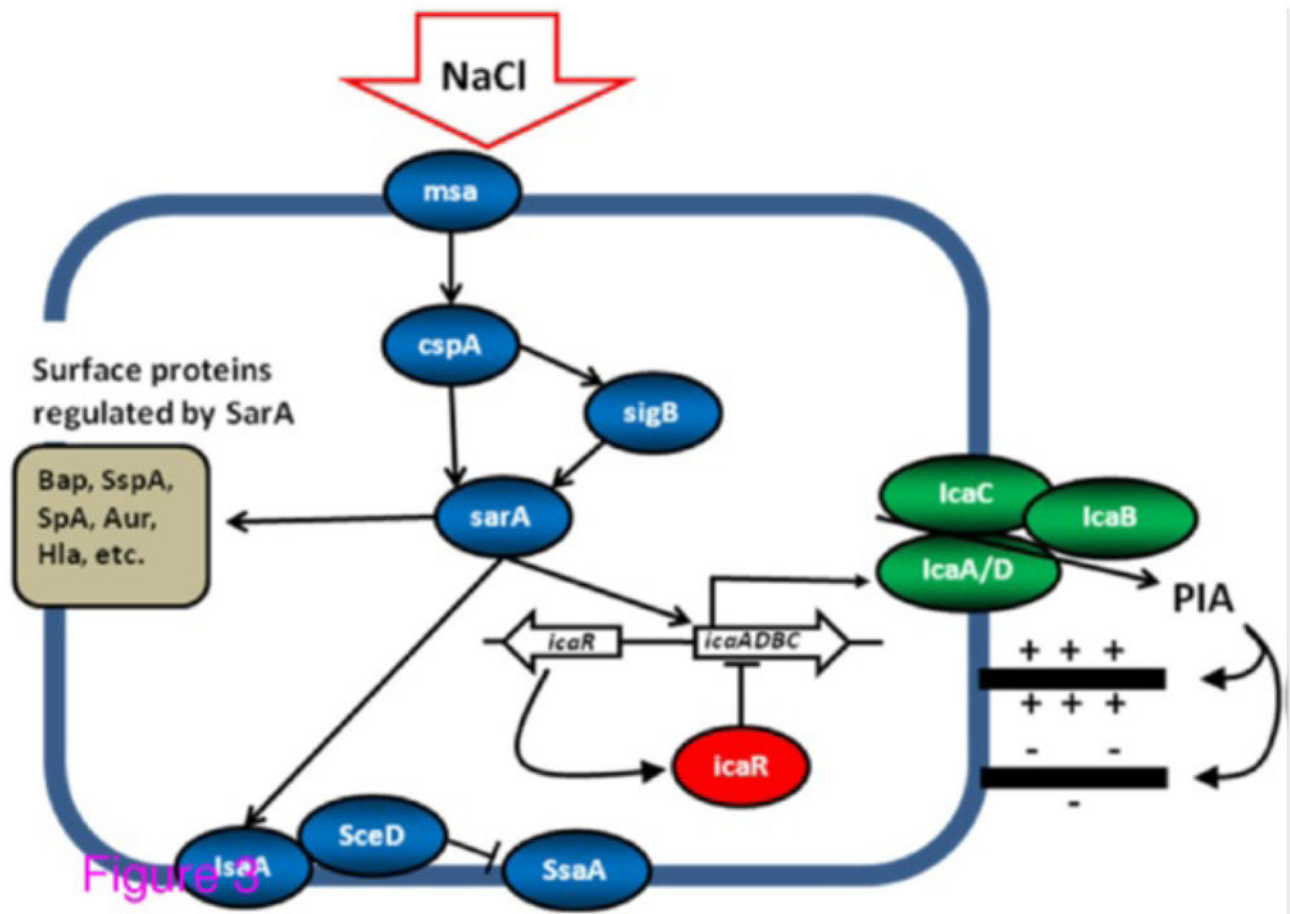 NaCl
msa
cspA
sigB
Surface proteins
regulated by SarA
Bap, SspA,
SpA, Aur,
Hla, etc.
sarA
IcaC
IcaB
IcaA/D
PIA
icaR
icaADBC
+ + +
+ + +
- -
-
icaR
SceD
IsaA
SsaA
Figure 3